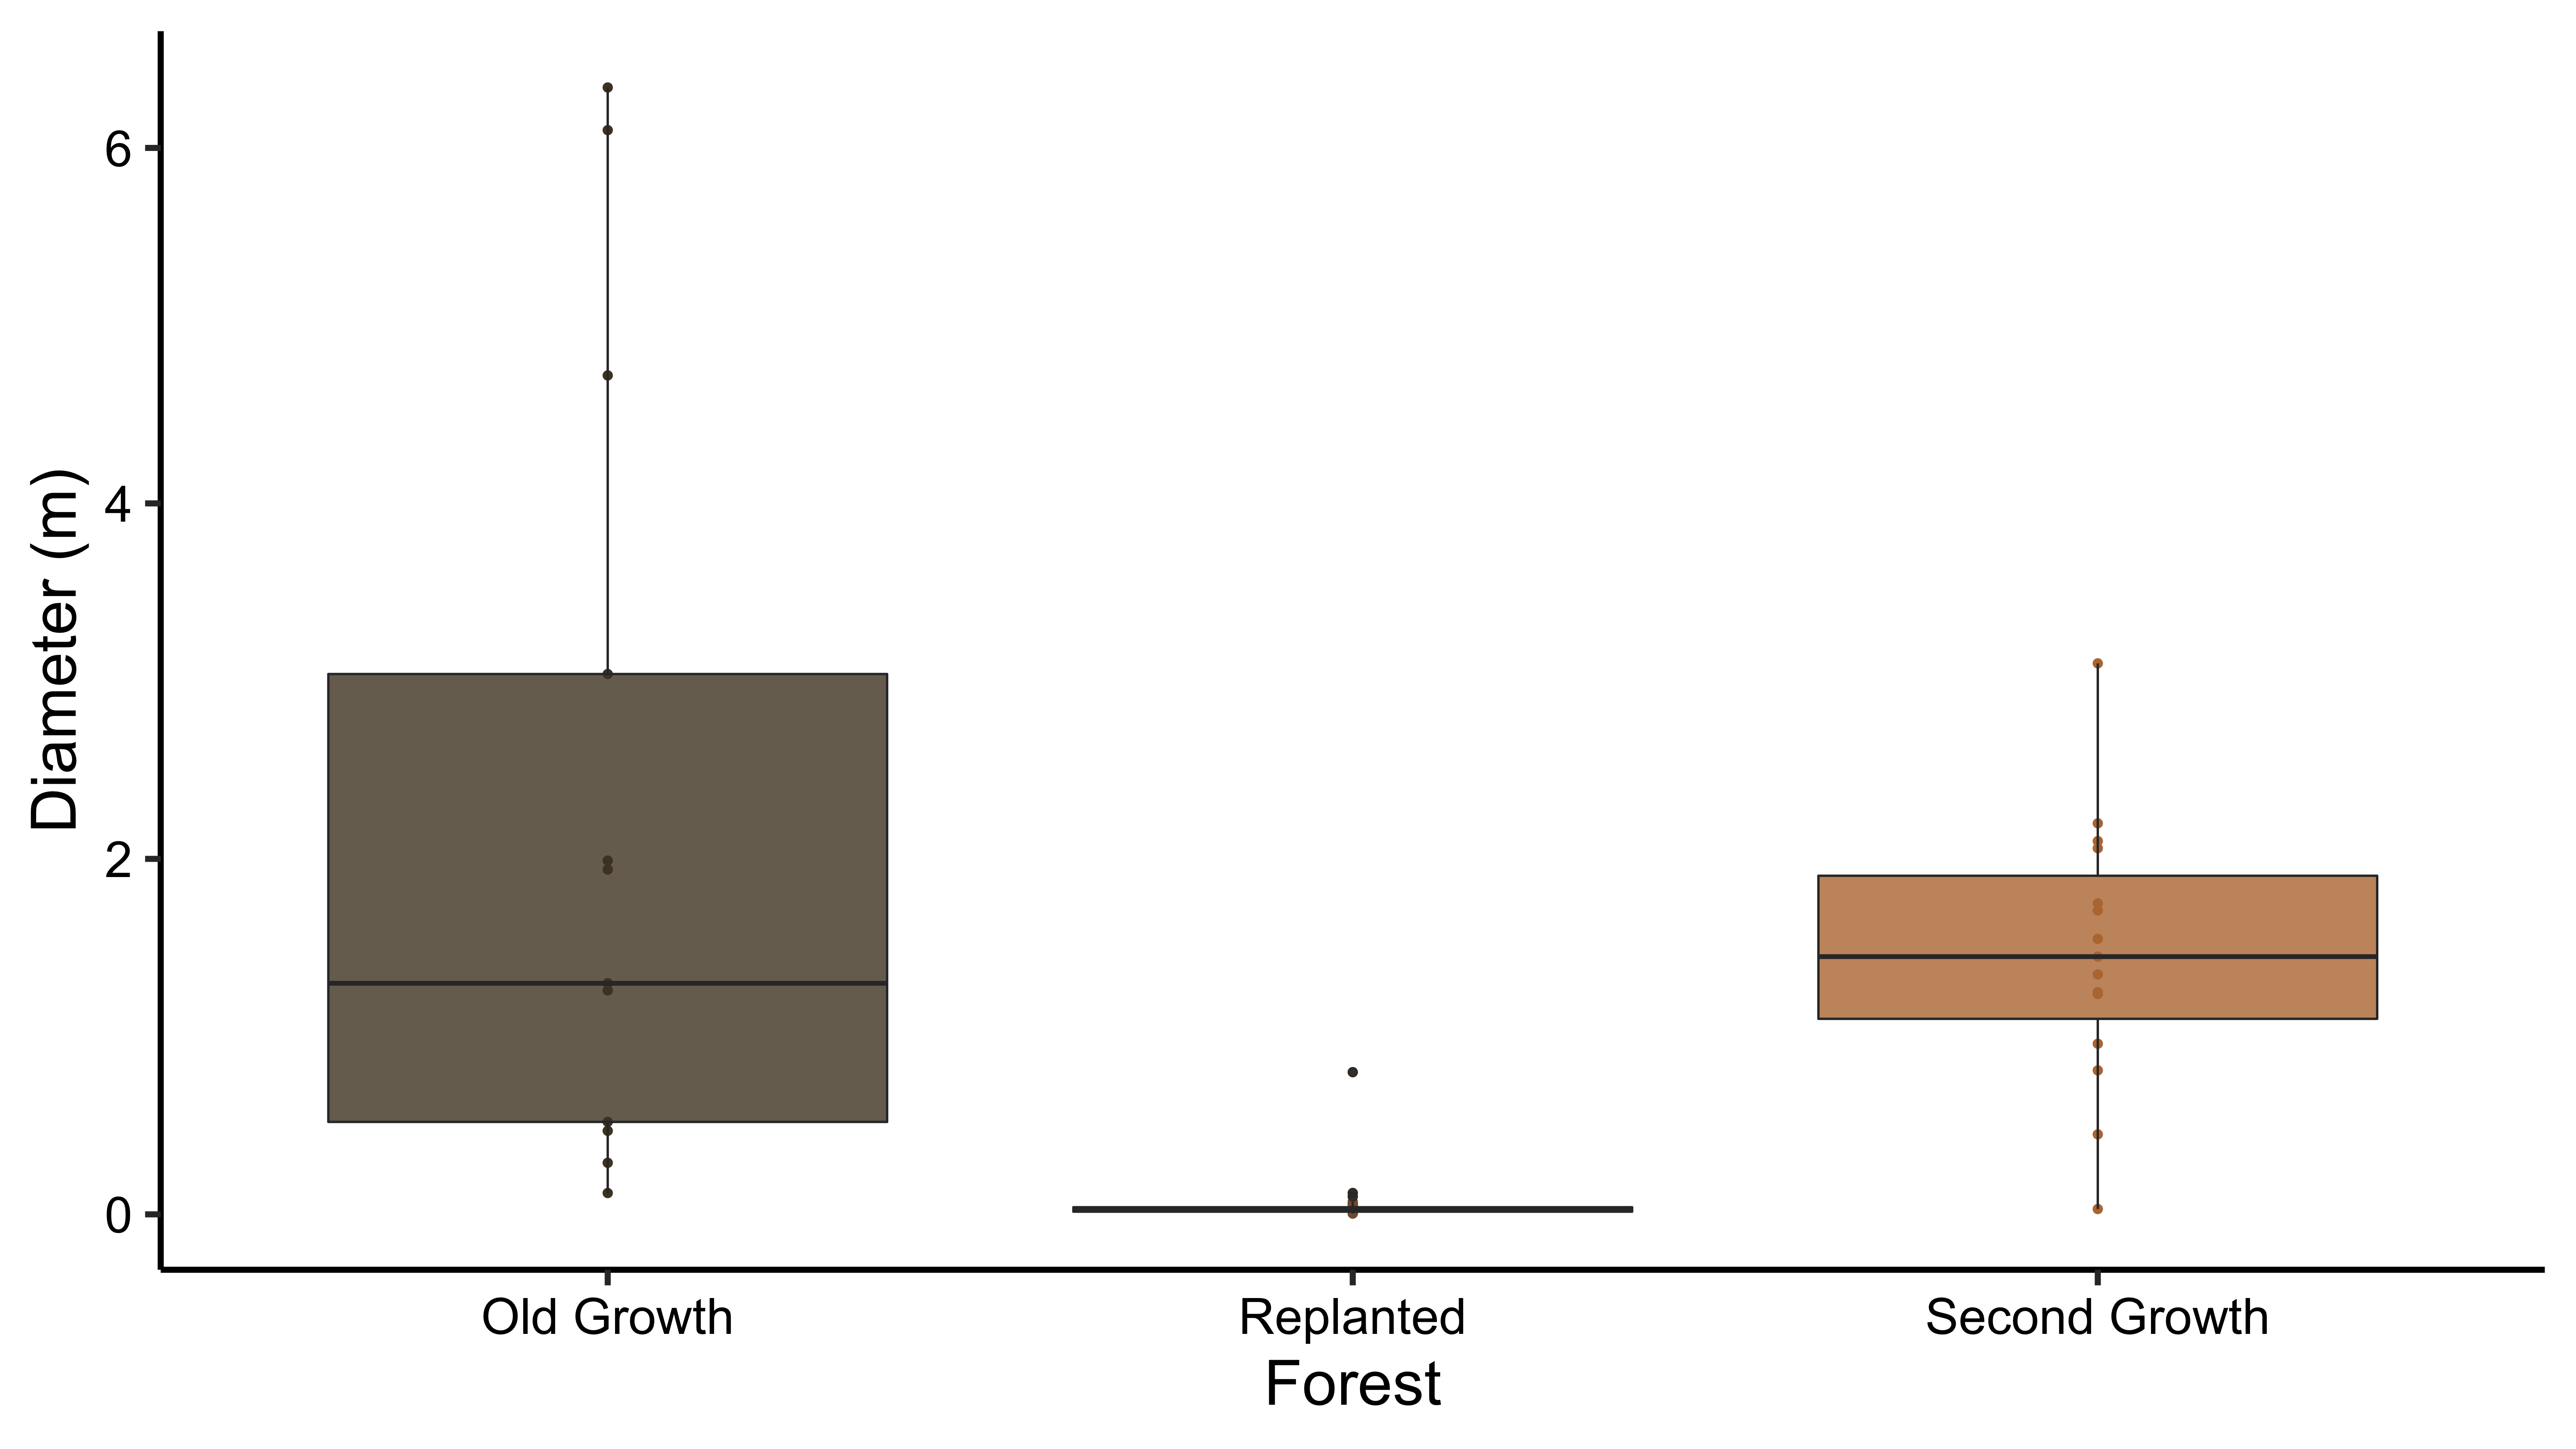 Diameter (m)
6
4
2
0
Old Growth
Replanted
Second Growth
Forest